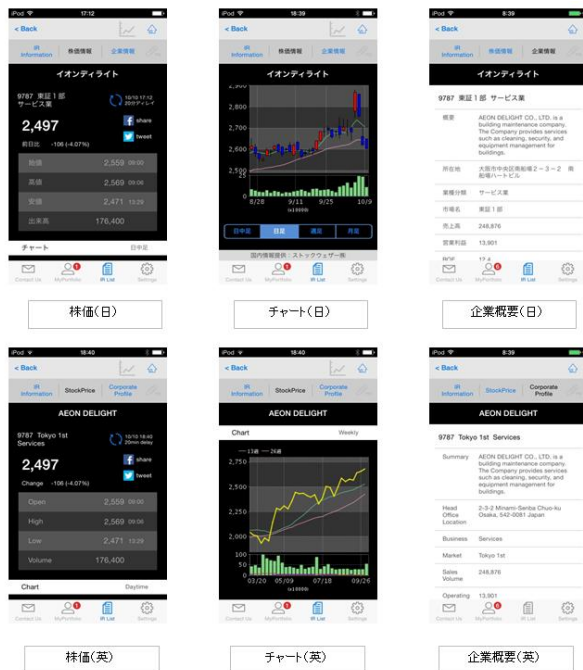 iPod 17:12
< Back
IR Information 株価情報 企業情報
イオンディライト
9787 東証1部
サービス業
10/10 17:12
20分ディレイ
2,497
share
前日比 -106 (-4.07%)
tweet
始値 2,559 09:00
高値 2,569 09:06
安値 2,471 13:29
出来高 176,400
チャート 日中足
Contact Us MyPortfolio 1 IR List Settings
株価(日)
iPod 18:39
< Back
IR Information 株価情報 企業情報
イオンディライト
2,900
2,800
2,700
2,600
2,500
25
0
8/28 9/11 9/25 10/9
(x10000)
日中足 日足 週足 月足
国内情報提供:ストックウェザー㈱
Contact Us MyPortfolio 1 IR List Settings
チャート(日)
iPod 8:39
< Back
IR Information 株価情報 企業情報
イオンディライト
9787 東証1部 サービス業
概要 AEON DELIGHT CO., LTD. is a
building maintenance company.
The Company provides services
such as cleaning, security, and
equipment management for
buildings.
所在地 大阪市中央区南船場2-3-2 南
船場ハートビル
業種分類 サービス業
市場名 東証1部
売上高 248,876
営業利益 13,901
ROE 12.4
Contact Us MyPortfolio 6 IR List Settings
企業概要(日)
iPod 18:40
< Back
IR Information StockPrice Corporate Profile
AEON DELIGHT
9787 Tokyo 1st
Services
10/10 18:40
20min delay
2,497
share
Change -106 (-4.07%)
tweet
Open 2,559 09:00
High 2,569 09:06
Low 2,471 13:29
Volume 176,400
Chart Daytime
Contact Us MyPortfolio 1 IR List Settings
株価(英)
iPod 18:40
< Back
IR Information StockPrice Corporate Profile
AEON DELIGHT
Chart Weekly
13週 26週
2,750
2,500
2,250
2,000
100
50
0
03/20 05/09 07/18 09/26
(x10000)
Contact Us MyPortfolio 1 IR List Settings
チャート(英)
iPod 8:39
< Back
IR Information StockPrice Corporate Profile
AEON DELIGHT
9787 Tokyo 1st Services
Summary AEON DELIGHT CO., LTD. is a
building maintenance company.
The Company provides services
such as cleaning, security, and
equipment management for
buildings.
Head Office Location 2-3-2 Minami-Senba Chuo-ku
Osaka, 542-0081 Japan
Business Services
Market Tokyo 1st
Sales Volume 248,876
Operating 13,901
Contact Us MyPortfolio 6 IR List Settings
企業概要(英)